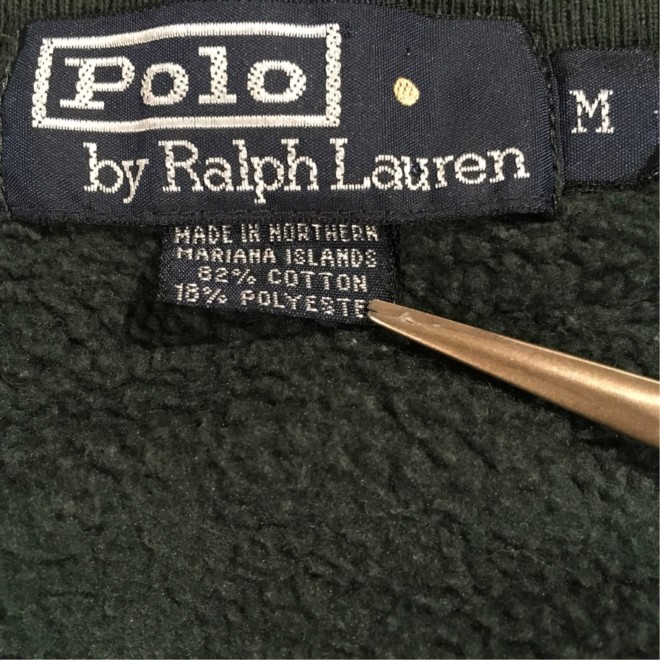 Polo
by Ralph Lauren
M
MADE IN NORTHERN
MARIANA ISLANDS
82% COTTON
18% POLYESTE